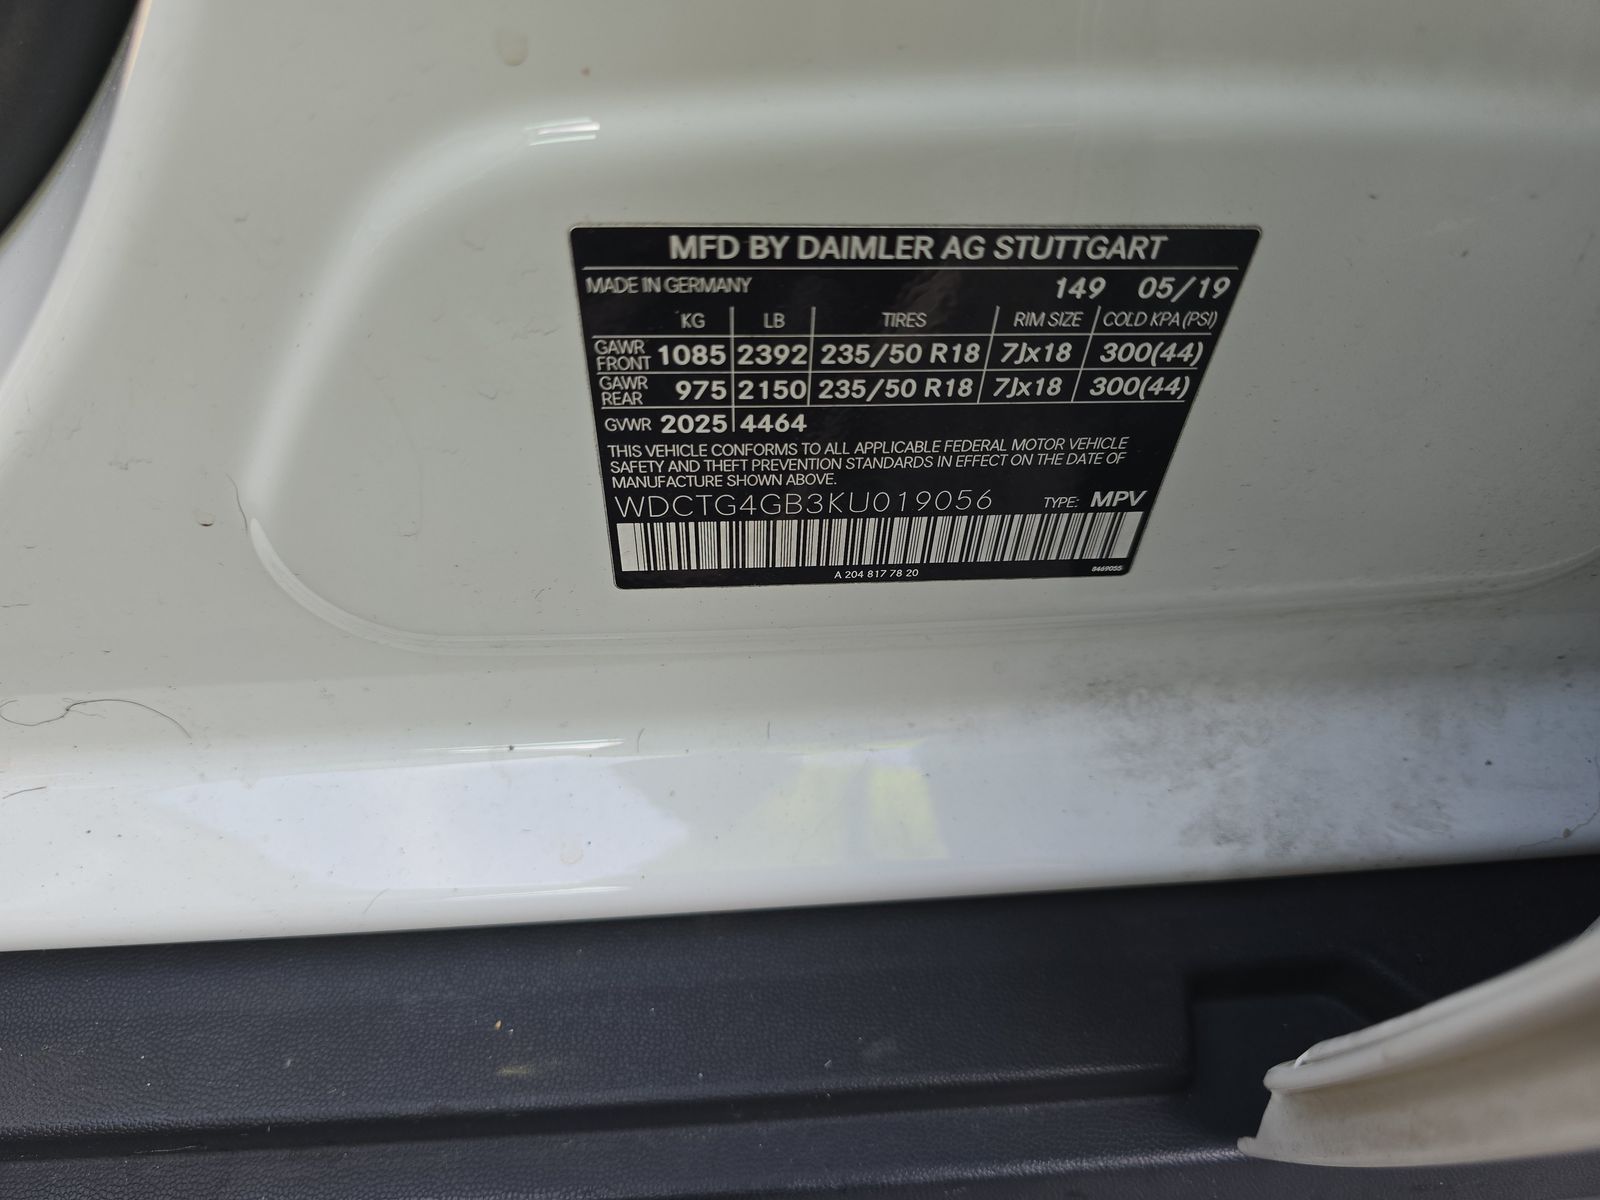 MFD BY DAIMLER AG STUTTGART
MADE IN GERMANY 149 05/19
KG LB TIRES RIM SIZE COLD KPA (PSI)
GAWR FRONT 1085 2392 235/50 R18 7Jx18 300(44)
GAWR REAR 975 2150 235/50 R18 7Jx18 300(44)
GVWR 2025 4464
THIS VEHICLE CONFORMS TO ALL APPLICABLE FEDERAL MOTOR VEHICLE
SAFETY AND THEFT PREVENTION STANDARDS IN EFFECT ON THE DATE OF
MANUFACTURE SHOWN ABOVE.
WDCTG4GB3KU019056 TYPE: MPV
A 204 817 78 20 8469055